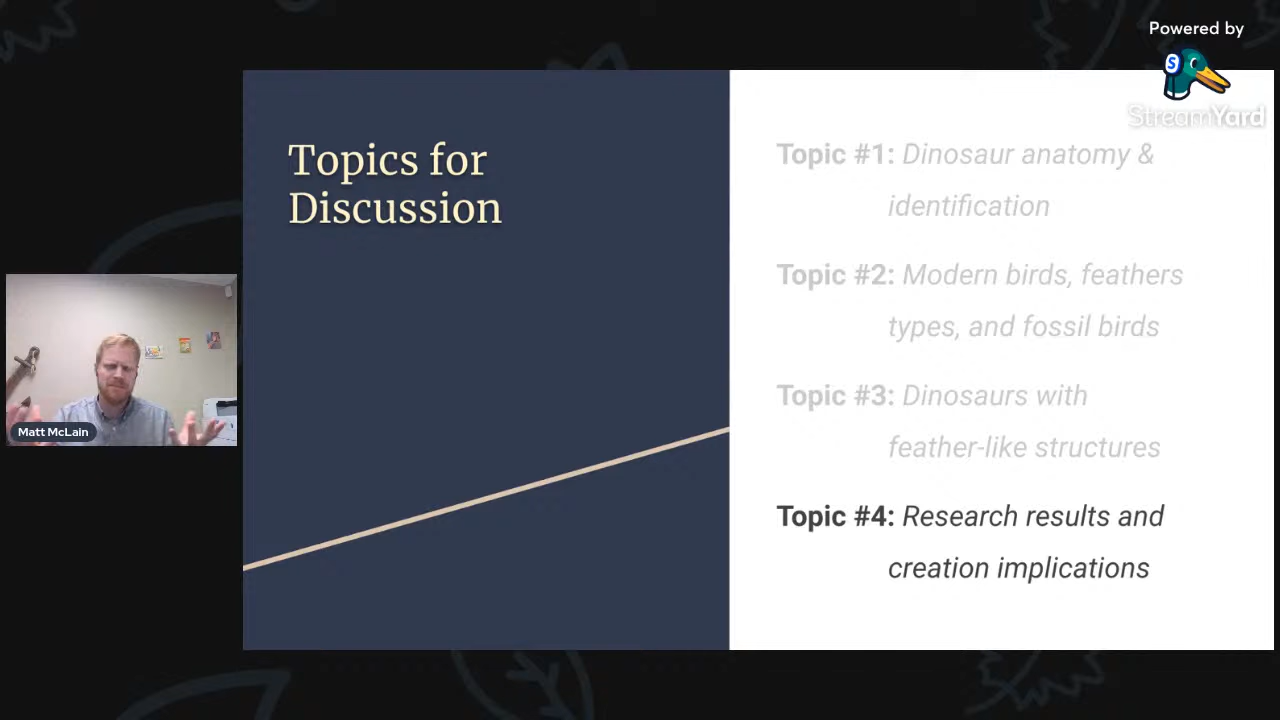 Powered by
S
StreamYard
Topics for
Discussion
Topic #1: Dinosaur anatomy &
identification
Topic #2: Modern birds, feathers
types, and fossil birds
Topic #3: Dinosaurs with
feather-like structures
Topic #4: Research results and
creation implications
Matt McLain